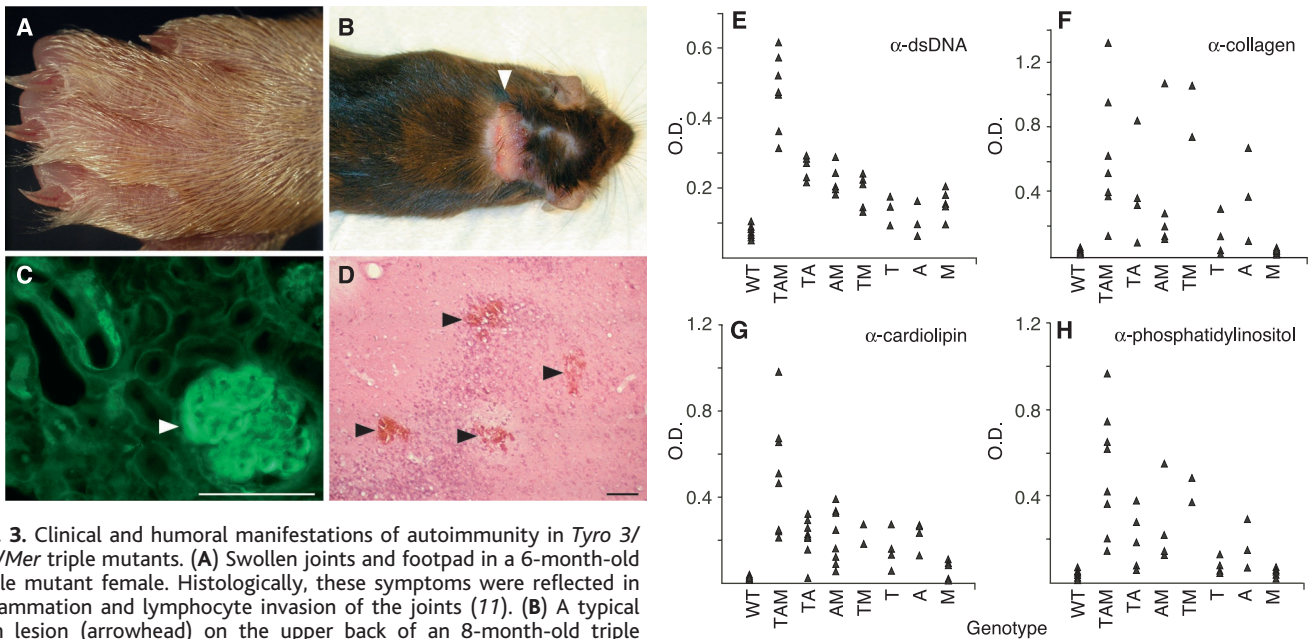 A
B
C
D
3. Clinical and humoral manifestations of autoimmunity in Tyro 3/
/Mer triple mutants. (A) Swollen joints and footpad in a 6-month-old
le mutant female. Histologically, these symptoms were reflected in
ammation and lymphocyte invasion of the joints (11). (B) A typical
lesion (arrowhead) on the upper back of an 8-month-old triple
E
α-dsDNA
O.D.
0.6
0.4
0.2
WT
TAM
TA
AM
TM
T
A
M
F
α-collagen
O.D.
1.2
0.8
0.4
WT
TAM
TA
AM
TM
T
A
M
G
α-cardiolipin
O.D.
1.2
0.8
0.4
WT
TAM
TA
AM
TM
T
A
M
H
α-phosphatidylinositol
O.D.
1.2
0.8
0.4
WT
TAM
TA
AM
TM
T
A
M
Genotype